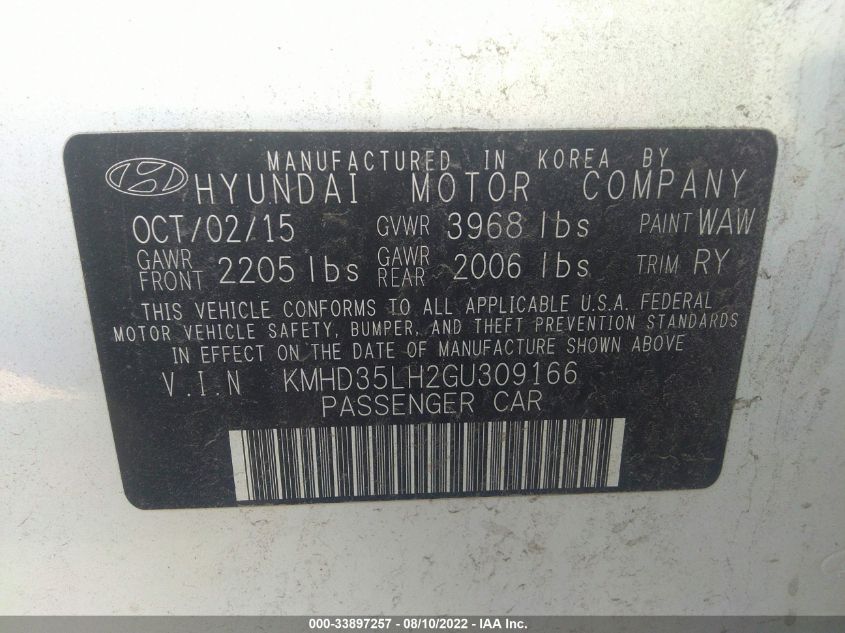 MANUFACTURED IN KOREA BY
HYUNDAI MOTOR COMPANY
OCT/02/15 GVWR 3968 lbs PAINT WAW
GAWR FRONT 2205 lbs GAWR REAR 2006 lbs TRIM RY
THIS VEHICLE CONFORMS TO ALL APPLICABLE U.S.A. FEDERAL
MOTOR VEHICLE SAFETY, BUMPER, AND THEFT PREVENTION STANDARDS
IN EFFECT ON THE DATE OF MANUFACTURE SHOWN ABOVE
V.I.N KMHD35LH2GU309166
PASSENGER CAR
000-33897257 - 08/10/2022 - IAA Inc.